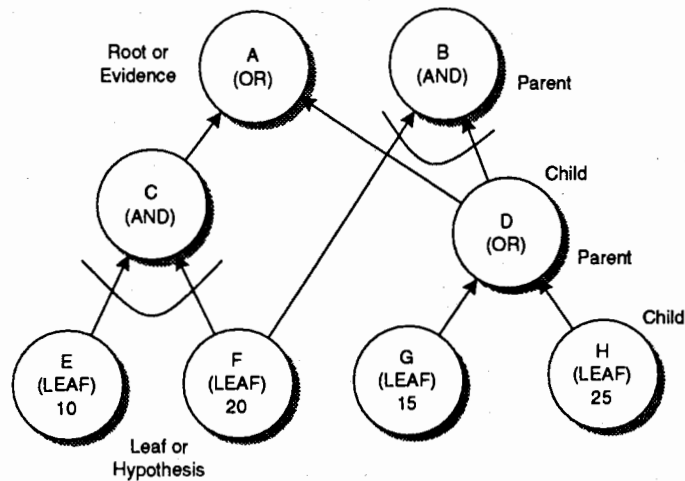 Root or
Evidence
A
(OR)
B
(AND)
Parent
C
(AND)
Child
D
(OR)
Parent
Child
E
(LEAF)
10
F
(LEAF)
20
G
(LEAF)
15
H
(LEAF)
25
Leaf or
Hypothesis